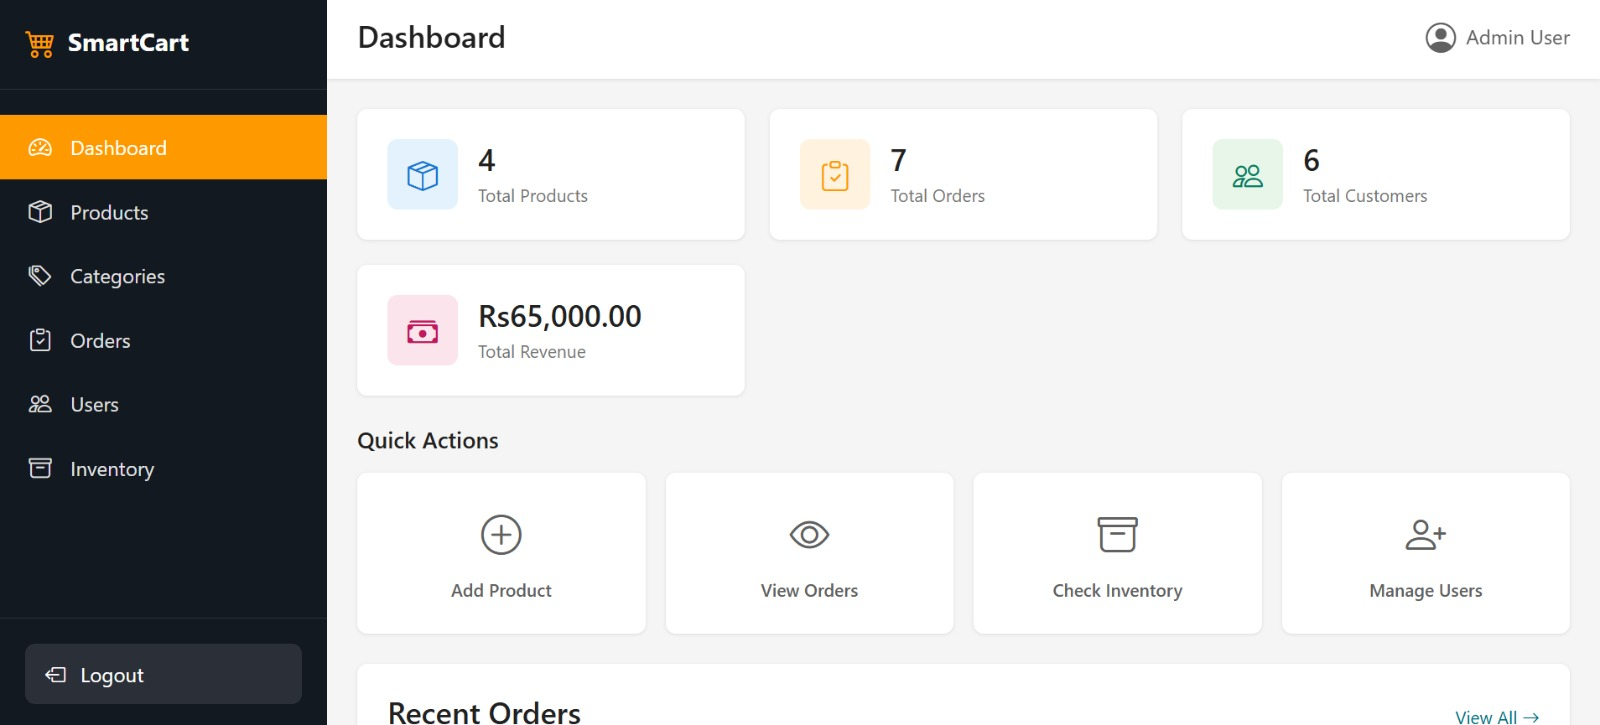 SmartCart
Dashboard
Products
Categories
Orders
Users
Inventory
Logout
Dashboard
Admin User
4
Total Products
7
Total Orders
6
Total Customers
Rs65,000.00
Total Revenue
Quick Actions
Add Product
View Orders
Check Inventory
Manage Users
Recent Orders
View All →